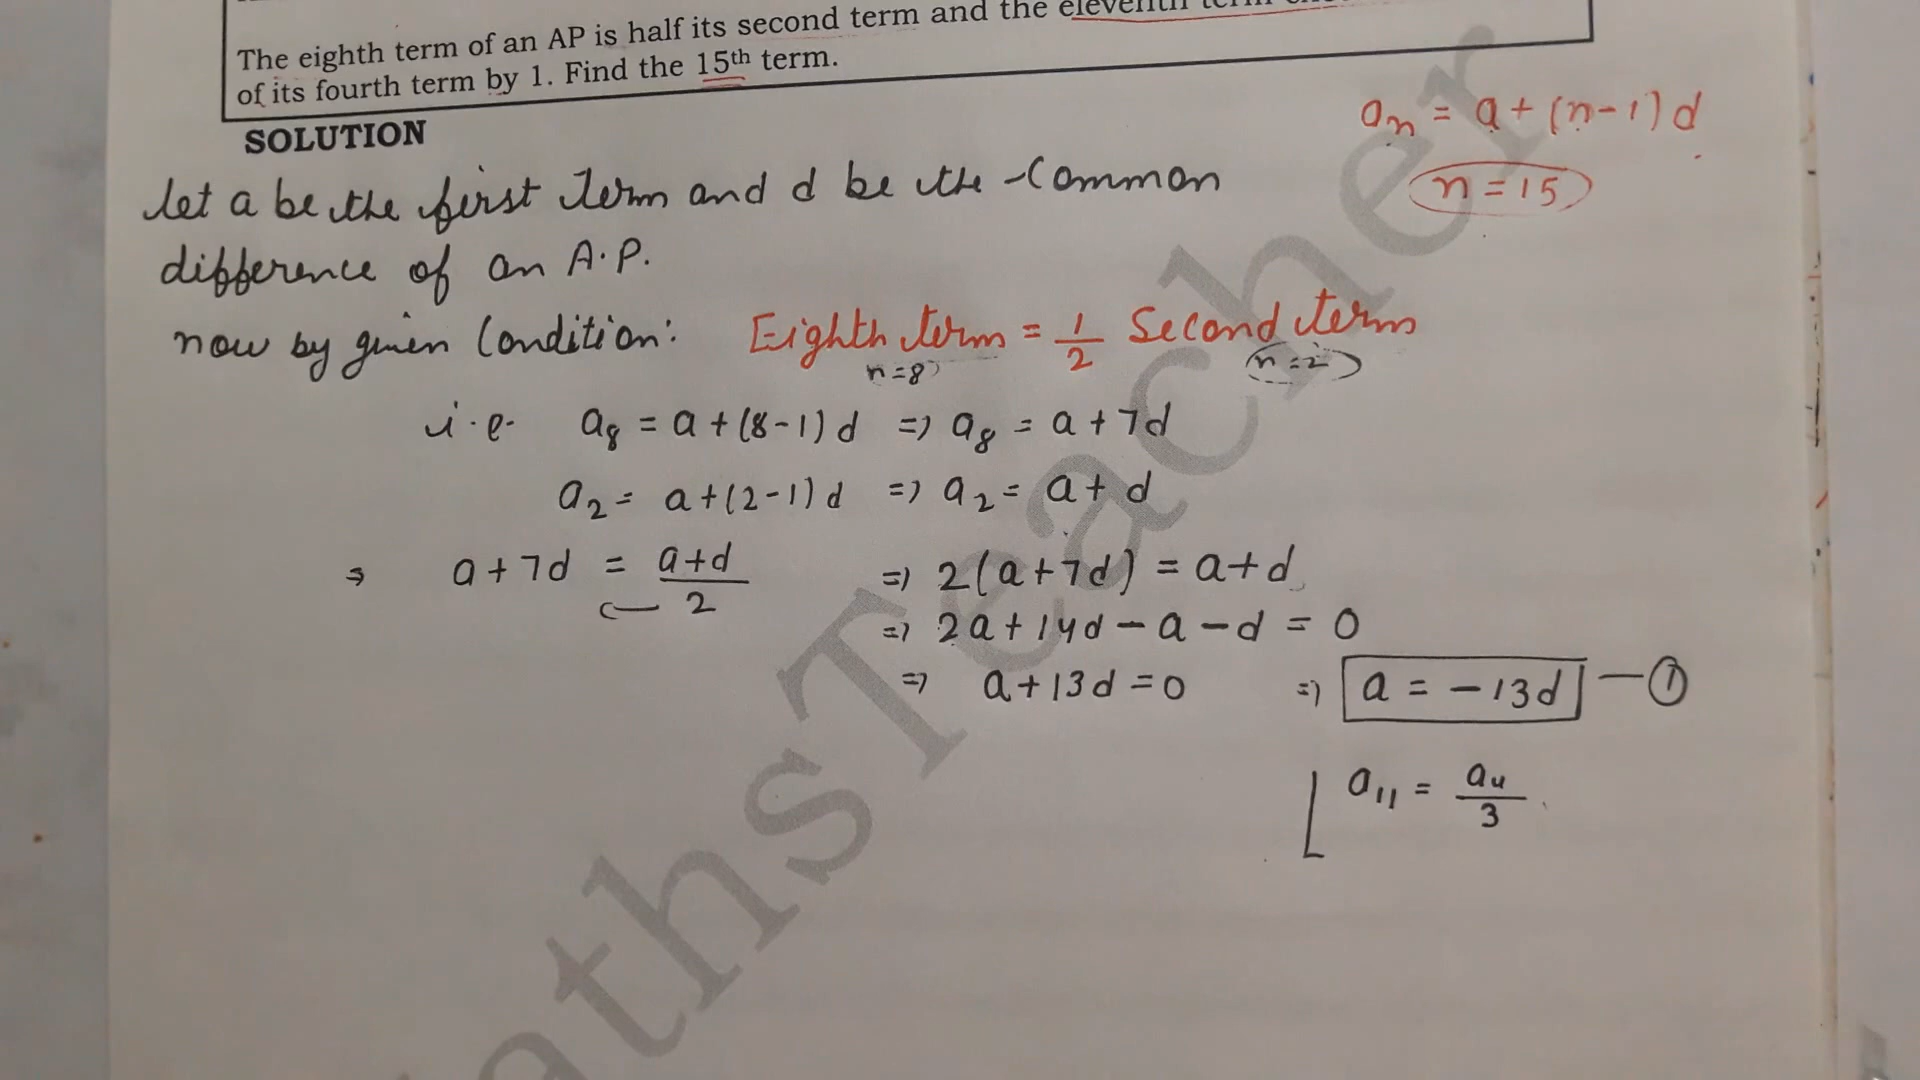 The eighth term of an AP is half its second term and the eleventh term
of its fourth term by 1. Find the 15th term.
SOLUTION
aₙ = a + (n-1)d
n = 15
let a be the first term and d be the common
difference of an A.P.
now by given Condition: Eighth term = 1/2 Second term
n=8 n=2
i.e. a₈ = a + (8-1)d => a₈ = a + 7d
a₂ = a + (2-1)d => a₂ = a + d
=> a + 7d = (a+d)/2 => 2(a+7d) = a+d
=> 2a + 14d - a - d = 0
=> a + 13d = 0 => a = -13d — ①
a₁₁ = a₄/3
athsTeacher